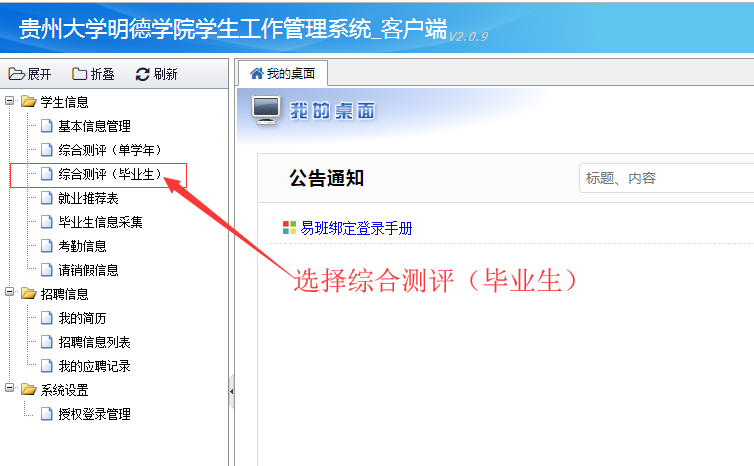 贵州大学明德学院学生工作管理系统_客户端 V2.0.9
展开 折叠 刷新
我的桌面
学生信息
基本信息管理
综合测评（单学年）
综合测评（毕业生）
就业推荐表
毕业生信息采集
考勤信息
请销假信息
招聘信息
我的简历
招聘信息列表
我的应聘记录
系统设置
授权登录管理
我的桌面
公告通知
标题、内容
易班绑定登录手册
选择综合测评（毕业生）